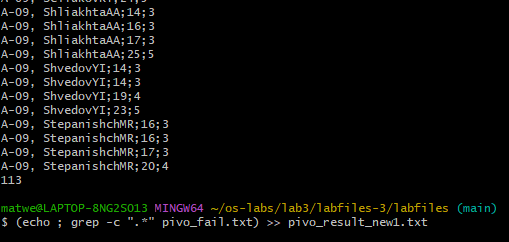 A-09, ShliakhtaAA;14;3
A-09, ShliakhtaAA;16;3
A-09, ShliakhtaAA;17;3
A-09, ShliakhtaAA;25;5
A-09, ShvedovYI;14;3
A-09, ShvedovYI;14;3
A-09, ShvedovYI;19;4
A-09, ShvedovYI;23;5
A-09, StepanishchMR;16;3
A-09, StepanishchMR;16;3
A-09, StepanishchMR;17;3
A-09, StepanishchMR;20;4
113
matwe@LAPTOP-8NG2S013 MINGW64 ~/os-labs/lab3/labfiles-3/labfiles (main)
$ (echo ; grep -c ".*" pivo_fail.txt) >> pivo_result_new1.txt